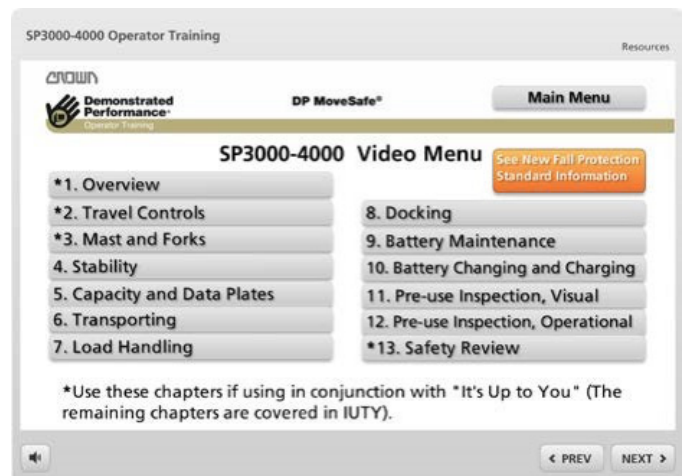 SP3000-4000 Operator Training
Resources
CROWN
Demonstrated
Performance
Operator Training
DP MoveSafe®
Main Menu
SP3000-4000 Video Menu
See New Fall Protection
Standard Information
*1. Overview
*2. Travel Controls
*3. Mast and Forks
4. Stability
5. Capacity and Data Plates
6. Transporting
7. Load Handling
8. Docking
9. Battery Maintenance
10. Battery Changing and Charging
11. Pre-use Inspection, Visual
12. Pre-use Inspection, Operational
*13. Safety Review
*Use these chapters if using in conjunction with "It's Up to You" (The
remaining chapters are covered in IUTY).
< PREV
NEXT >